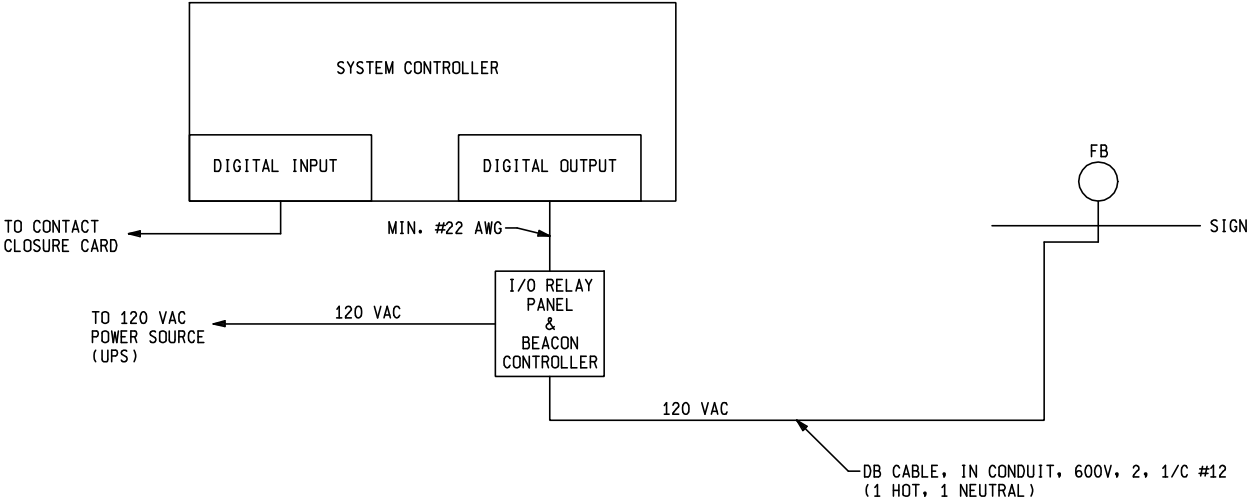 SYSTEM CONTROLLER
DIGITAL INPUT
DIGITAL OUTPUT
FB
TO CONTACT
CLOSURE CARD
MIN. #22 AWG
SIGN
I/O RELAY
PANEL
&
BEACON
CONTROLLER
120 VAC
TO 120 VAC
POWER SOURCE
(UPS)
120 VAC
DB CABLE, IN CONDUIT, 600V, 2, 1/C #12
(1 HOT, 1 NEUTRAL)